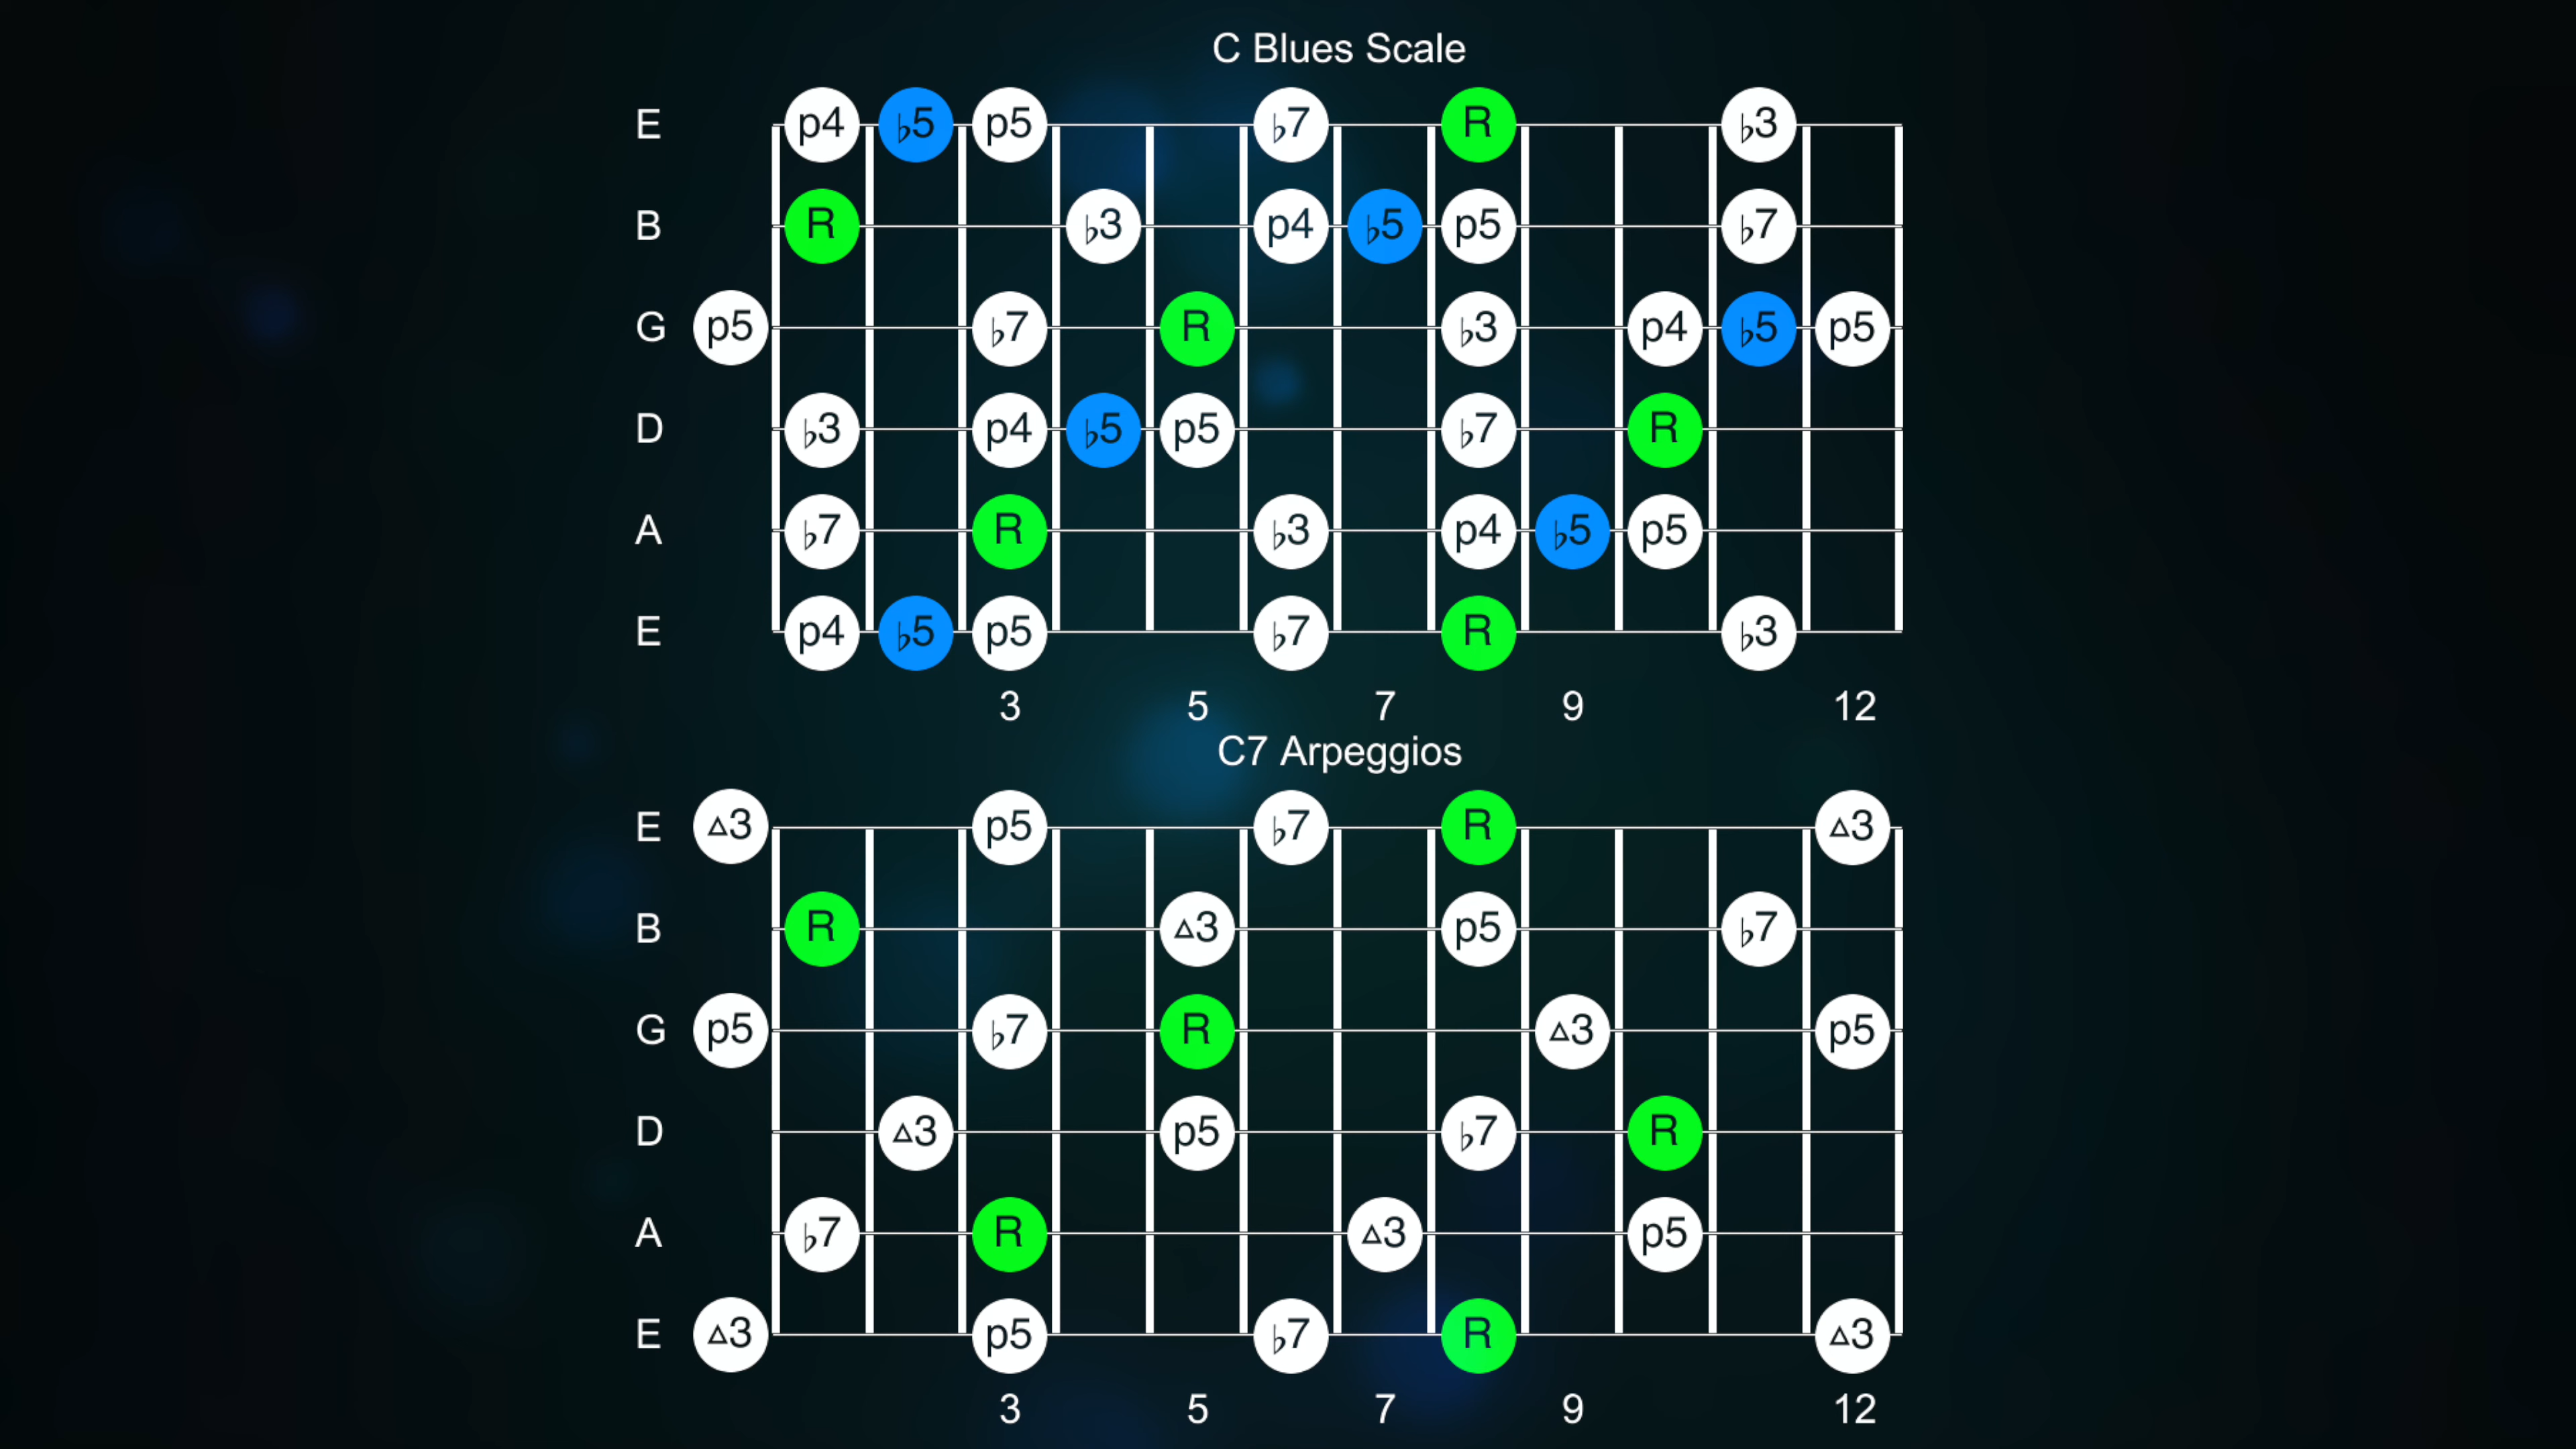 C Blues Scale
E p4 ♭5 p5 ♭7 R ♭3
B R ♭3 p4 ♭5 p5 ♭7
G p5 ♭7 R ♭3 p4 ♭5 p5
D ♭3 p4 ♭5 p5 ♭7 R
A ♭7 R ♭3 p4 ♭5 p5
E p4 ♭5 p5 ♭7 R ♭3
3 5 7 9 12
C7 Arpeggios
E △3 p5 ♭7 R △3
B R △3 p5 ♭7
G p5 ♭7 R △3 p5
D △3 p5 ♭7 R
A ♭7 R △3 p5
E △3 p5 ♭7 R △3
3 5 7 9 12